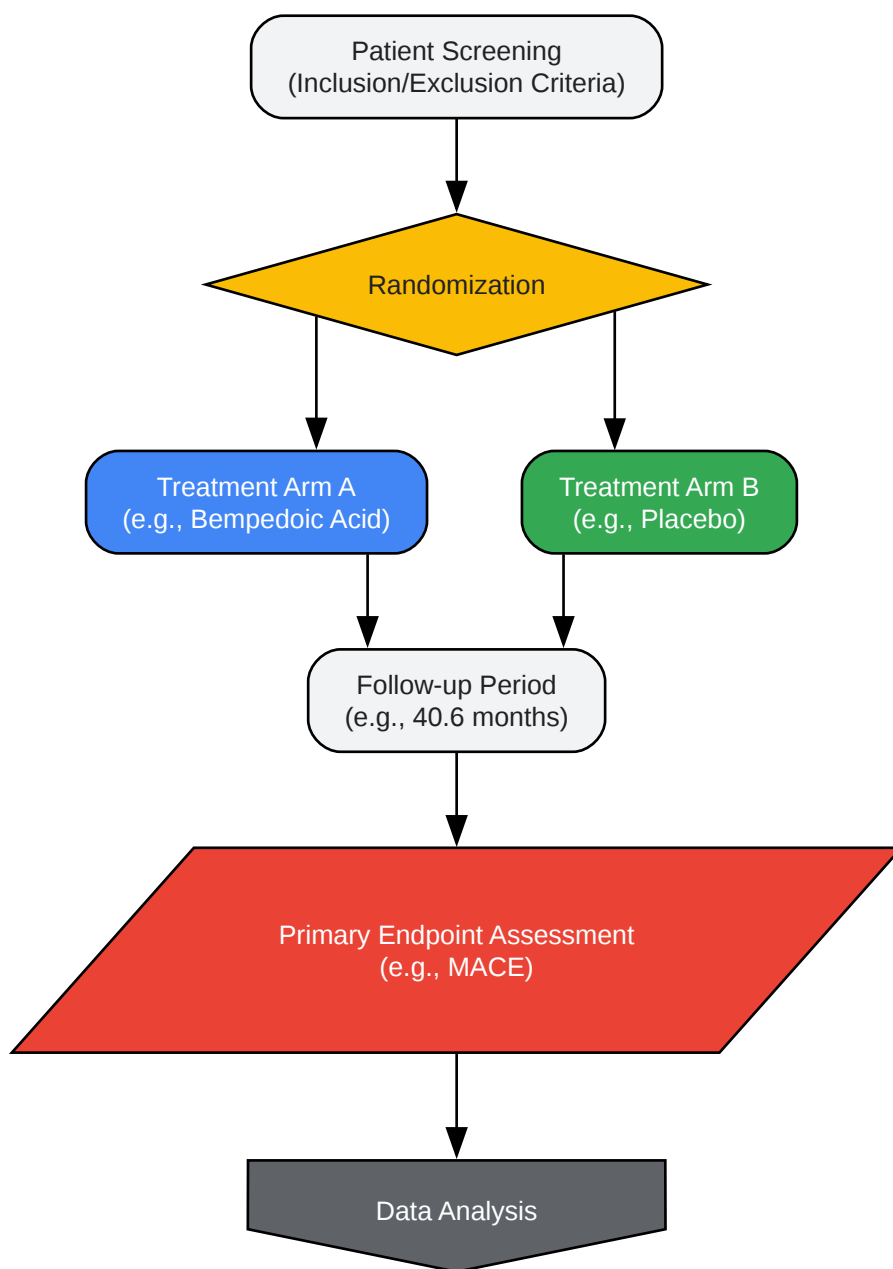 Patient Screening
(Inclusion/Exclusion Criteria)
Randomization
Treatment Arm A
(e.g., Bempedoic Acid)
Treatment Arm B
(e.g., Placebo)
Follow-up Period
(e.g., 40.6 months)
Primary Endpoint Assessment
(e.g., MACE)
Data Analysis